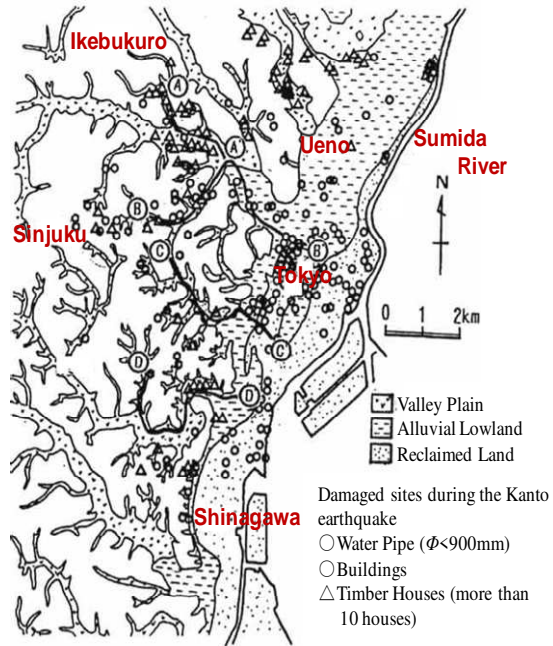 Ikebukuro
A
A
Ueno
Sumida
River
N
B
Sinjuku
C
B
Tokyo
0 1 2km
C
D
D
Valley Plain
Alluvial Lowland
Reclaimed Land
Damaged sites during the Kanto
earthquake
Water Pipe (Φ<900mm)
Buildings
Timber Houses (more than
10 houses)
Shinagawa